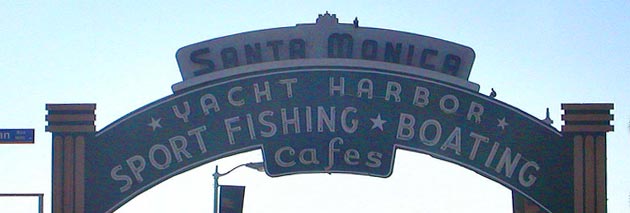 SANTA MONICA
YACHT HARBOR
SPORT FISHING ★ BOATING
cafes